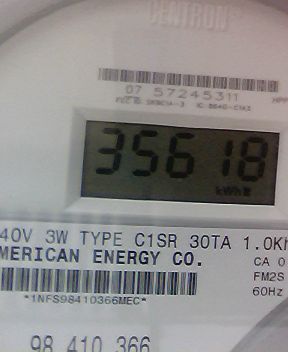 CENTRON
07 57245311
35618
kWh
40V 3W TYPE C1SR 30TA 1.0Kh
MERICAN ENERGY CO.
CA 0
FM2S
60Hz
*1NFS98410366MEC*
98 410 366